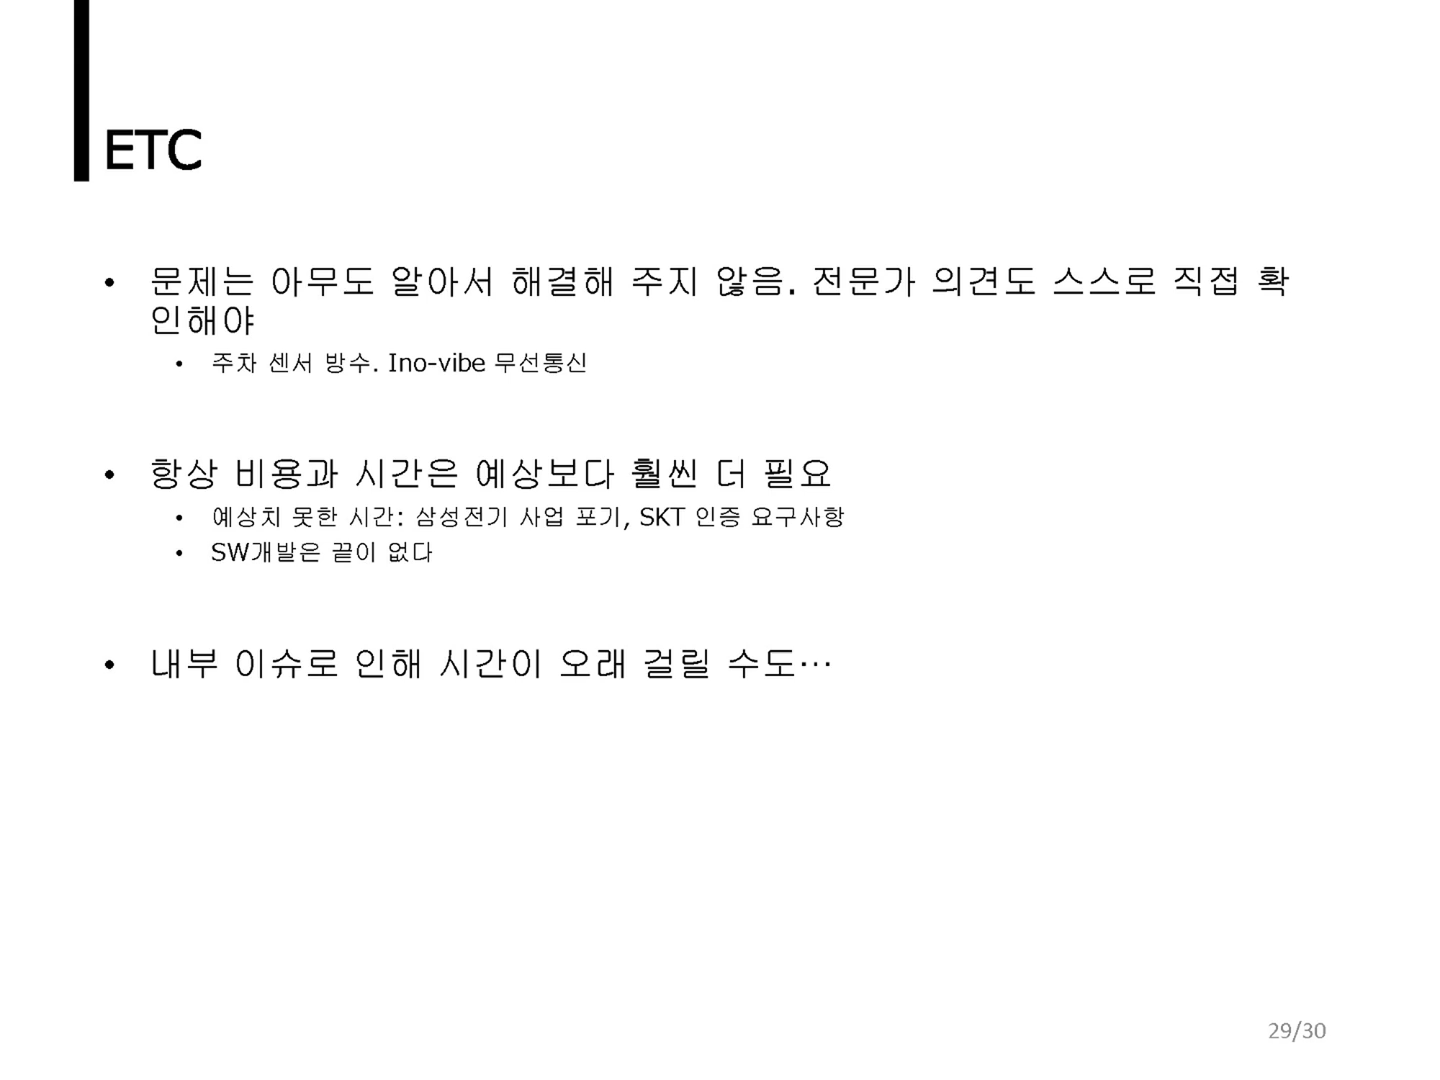 ETC
• 문제는 아무도 알아서 해결해 주지 않음. 전문가 의견도 스스로 직접 확
인해야
• 주차 센서 방수. Ino-vibe 무선통신
• 항상 비용과 시간은 예상보다 훨씬 더 필요
• 예상치 못한 시간: 삼성전기 사업 포기, SKT 인증 요구사항
• SW개발은 끝이 없다
• 내부 이슈로 인해 시간이 오래 걸릴 수도…
29/30